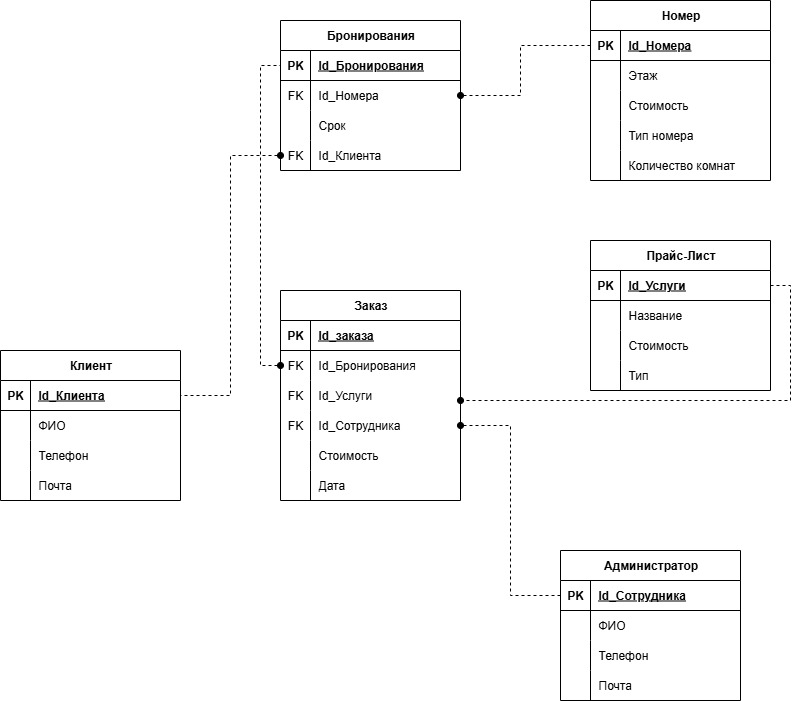 Бронирования
PK Id_Бронирования
FK Id_Номера
Срок
FK Id_Клиента
Номер
PK Id_Номера
Этаж
Стоимость
Тип номера
Количество комнат
Прайс-Лист
PK Id_Услуги
Название
Стоимость
Тип
Заказ
PK Id_заказа
FK Id_Бронирования
FK Id_Услуги
FK Id_Сотрудника
Стоимость
Дата
Клиент
PK Id_Клиента
ФИО
Телефон
Почта
Администратор
PK Id_Сотрудника
ФИО
Телефон
Почта